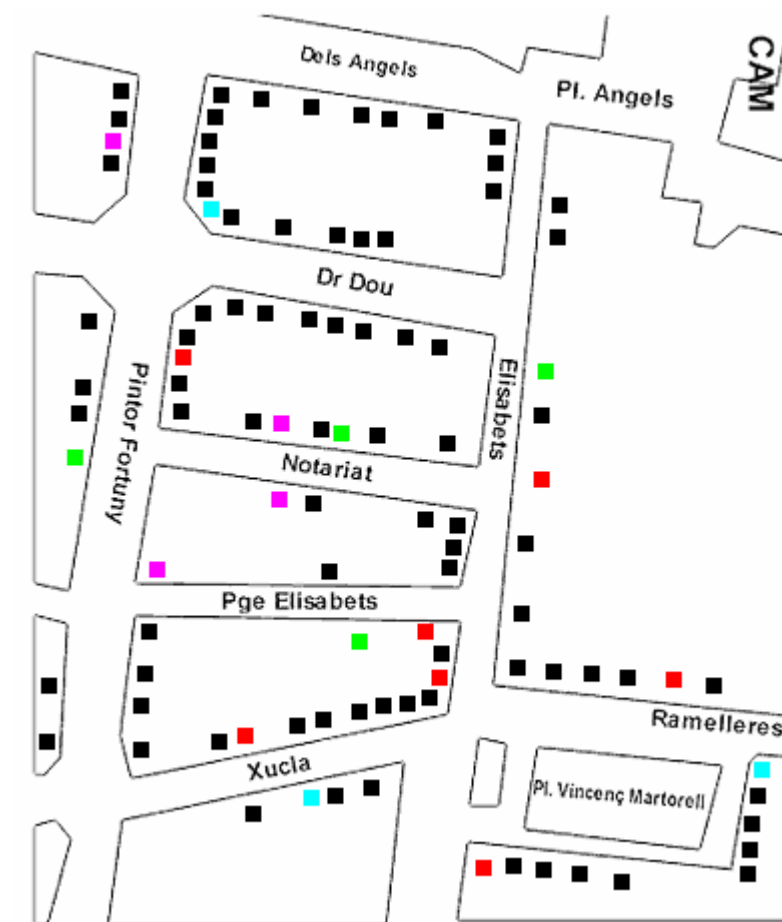 Dels Angels
Pl. Angels
CAM
Dr Dou
Elisabets
Pintor Fortuny
Notariat
Pge Elisabets
Ramelleres
Xucla
Pl. Vincenç Martorell